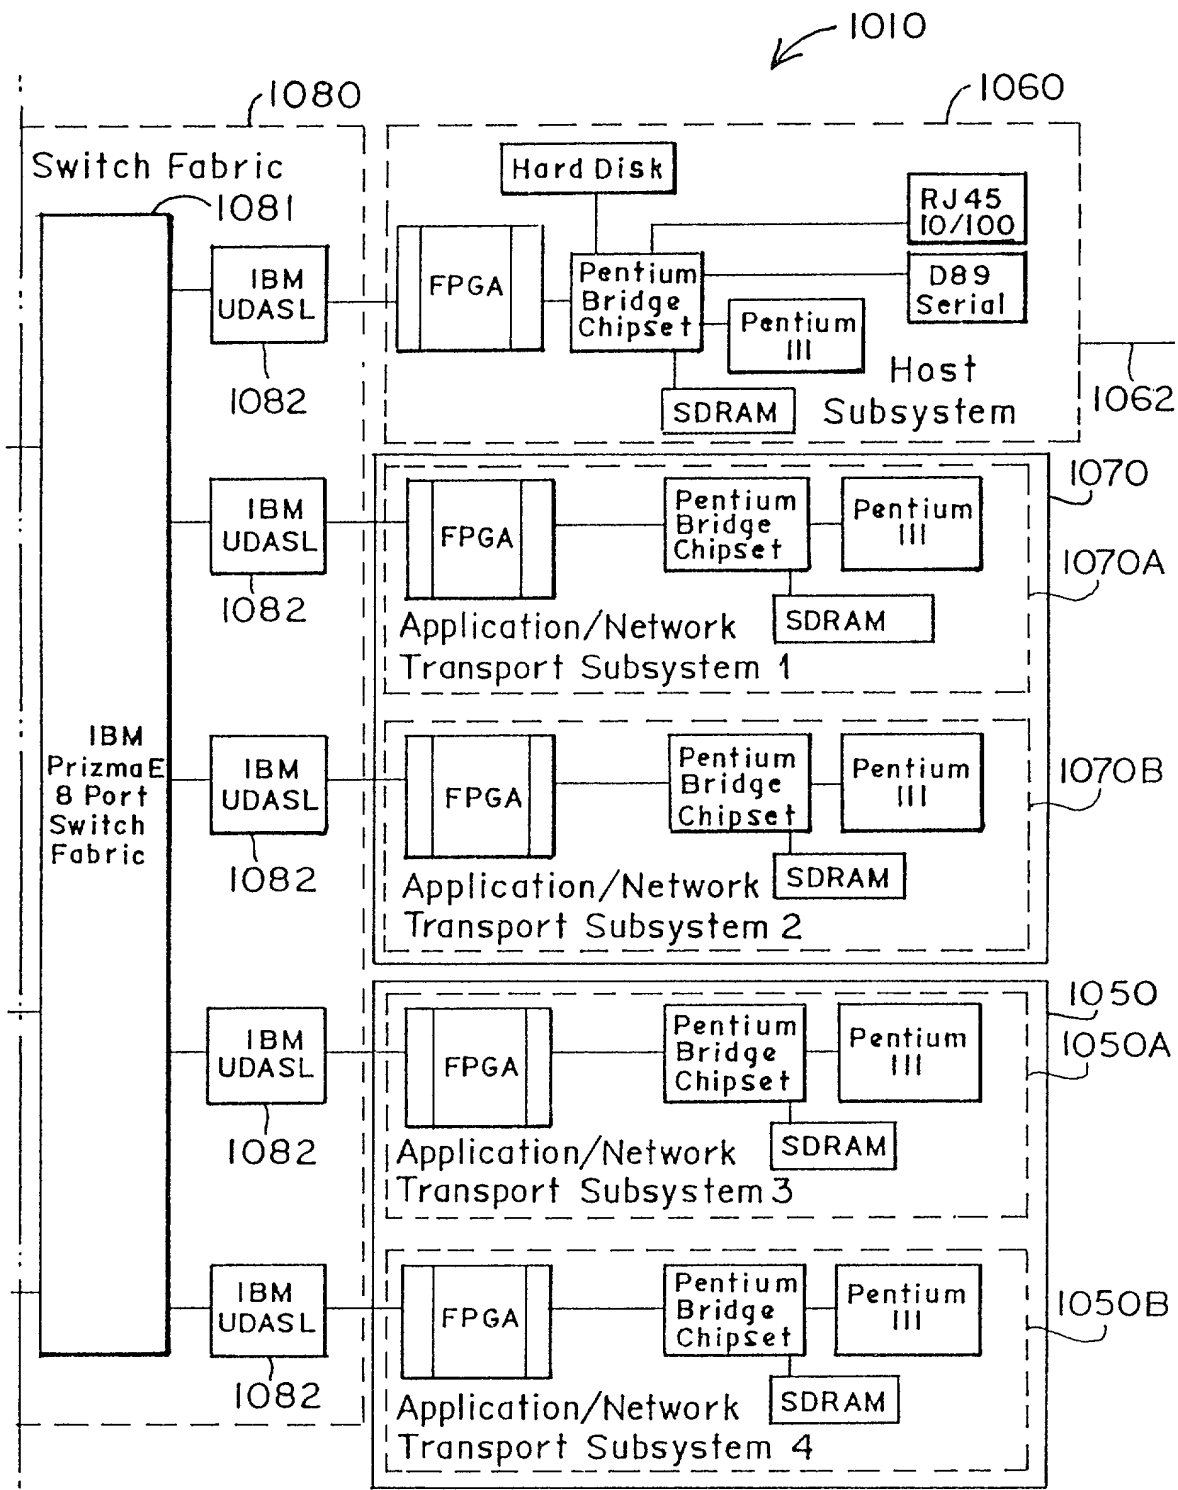 1010
1080
1060
Switch Fabric
1081
Hard Disk
RJ45
10/100
IBM
UDASL
FPGA
Pentium
Bridge
Chipset
D89
Serial
Pentium
III
1082
SDRAM
Host
Subsystem
1062
1070
IBM
UDASL
FPGA
Pentium
Bridge
Chipset
Pentium
III
1070A
1082
SDRAM
Application/Network
Transport Subsystem 1
IBM
PrizmaE
8 Port
Switch
Fabric
IBM
UDASL
FPGA
Pentium
Bridge
Chipset
Pentium
III
1070B
1082
SDRAM
Application/Network
Transport Subsystem 2
1050
IBM
UDASL
FPGA
Pentium
Bridge
Chipset
Pentium
III
1050A
1082
SDRAM
Application/Network
Transport Subsystem 3
IBM
UDASL
FPGA
Pentium
Bridge
Chipset
Pentium
III
1050B
1082
SDRAM
Application/Network
Transport Subsystem 4